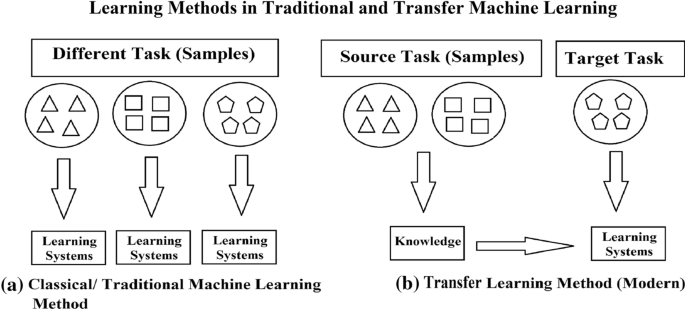 Learning Methods in Traditional and Transfer Machine Learning
Different Task (Samples)
Learning
Systems
Learning
Systems
Learning
Systems
(a) Classical/ Traditional Machine Learning
Method
Source Task (Samples)
Target Task
Knowledge
Learning
Systems
(b) Transfer Learning Method (Modern)